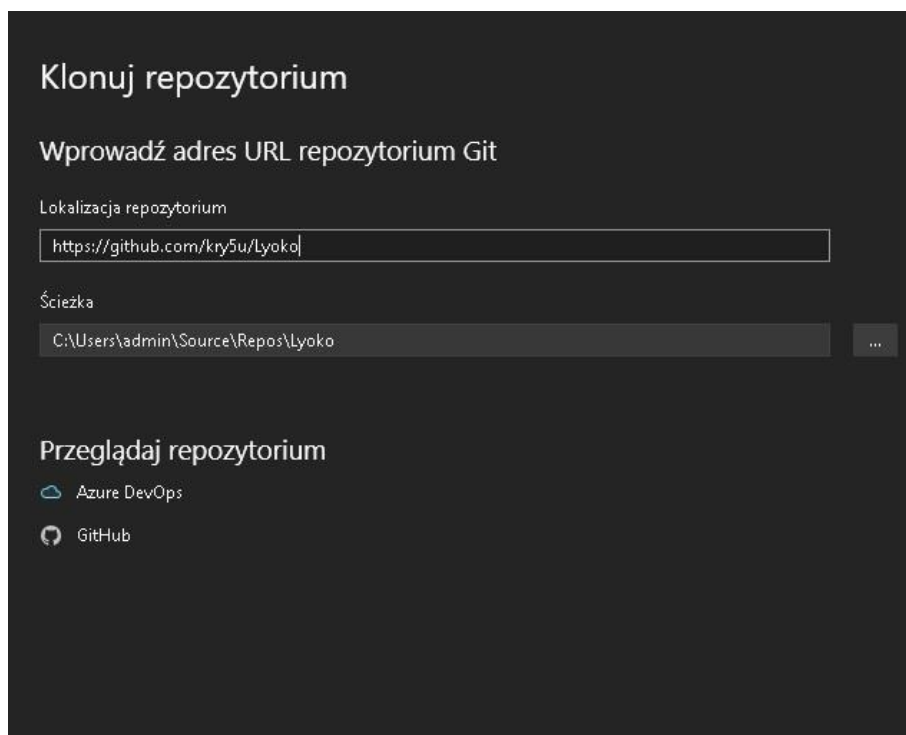 Klonuj repozytorium
Wprowadź adres URL repozytorium Git
Lokalizacja repozytorium
https://github.com/kry5u/Lyoko
Ścieżka
C:\Users\admin\Source\Repos\Lyoko
...
Przeglądaj repozytorium
Azure DevOps
GitHub